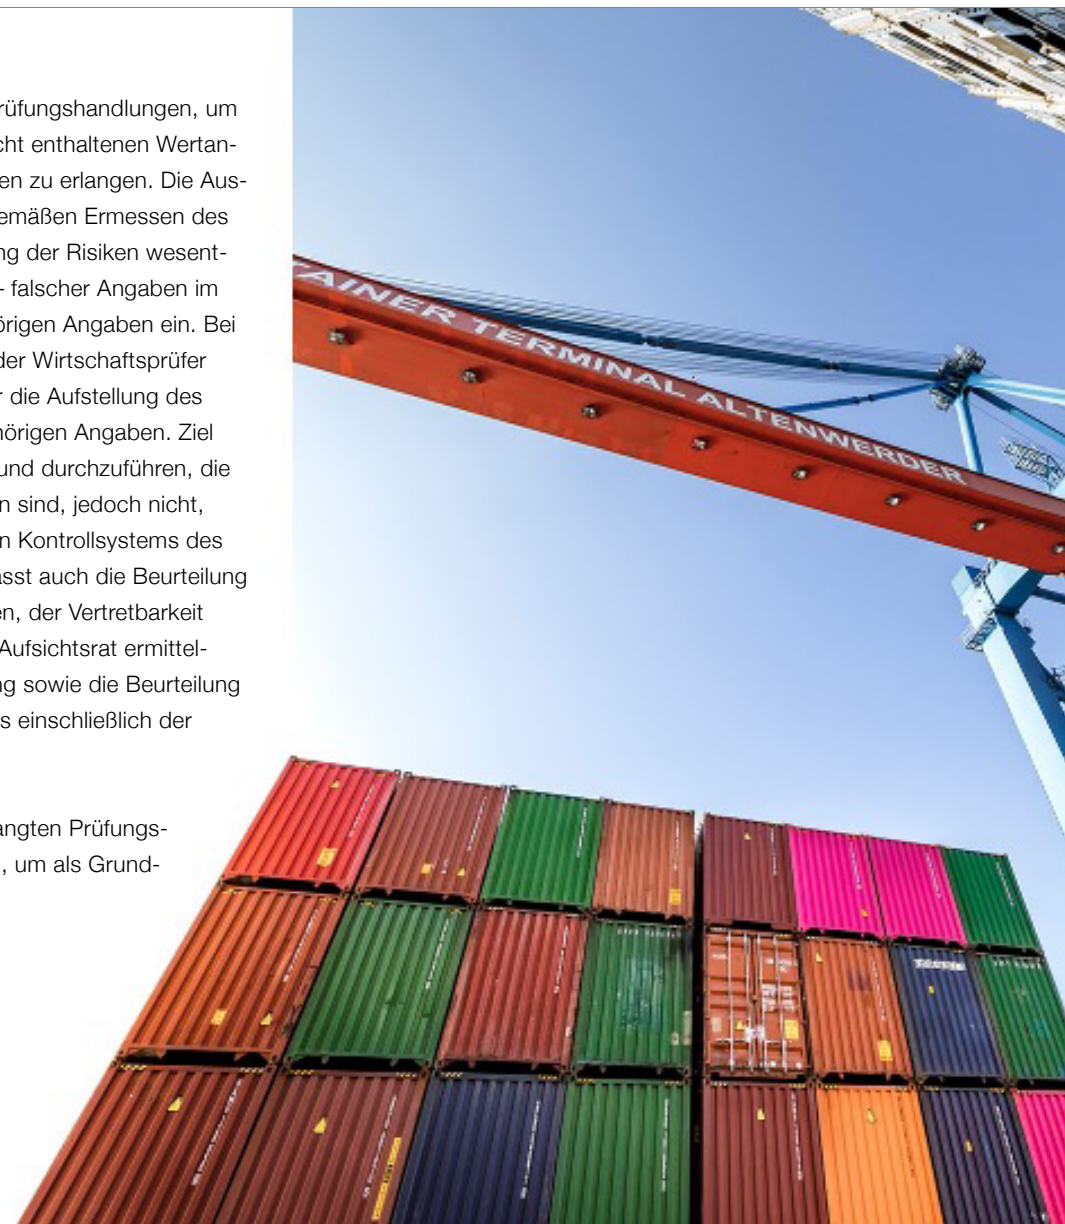 rüfungshandlungen, um
cht enthaltenen Wertan-
en zu erlangen. Die Aus-
emäßen Ermessen des
ng der Risiken wesent-
– falscher Angaben im
örigen Angaben ein. Bei
der Wirtschaftsprüfer
r die Aufstellung des
hörigen Angaben. Ziel
und durchzuführen, die
n sind, jedoch nicht,
n Kontrollsystems des
asst auch die Beurteilung
en, der Vertretbarkeit
Aufsichtsrat ermittel-
ng sowie die Beurteilung
s einschließlich der
angten Prüfungs-
, um als Grund-
TAINER TERMINAL ALTENWERDER